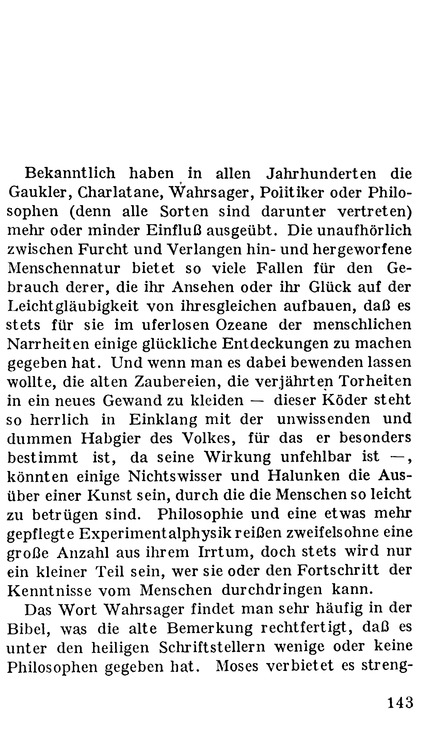 Bekanntlich haben in allen Jahrhunderten die
Gaukler, Charlatane, Wahrsager, Politiker oder Philo-
sophen (denn alle Sorten sind darunter vertreten)
mehr oder minder Einfluß ausgeübt. Die unaufhörlich
zwischen Furcht und Verlangen hin- und hergeworfene
Menschennatur bietet so viele Fallen für den Ge-
brauch derer, die ihr Ansehen oder ihr Glück auf der
Leichtgläubigkeit von ihresgleichen aufbauen, daß es
stets für sie im uferlosen Ozeane der menschlichen
Narrheiten einige glückliche Entdeckungen zu machen
gegeben hat. Und wenn man es dabei bewenden lassen
wollte, die alten Zaubereien, die verjährten Torheiten
in ein neues Gewand zu kleiden — dieser Köder steht
so herrlich in Einklang mit der unwissenden und
dummen Habgier des Volkes, für das er besonders
bestimmt ist, da seine Wirkung unfehlbar ist —,
könnten einige Nichtswisser und Halunken die Aus-
über einer Kunst sein, durch die die Menschen so leicht
zu betrügen sind. Philosophie und eine etwas mehr
gepflegte Experimentalphysik reißen zweifelsohne eine
große Anzahl aus ihrem Irrtum, doch stets wird nur
ein kleiner Teil sein, wer sie oder den Fortschritt der
Kenntnisse vom Menschen durchdringen kann.
Das Wort Wahrsager findet man sehr häufig in der
Bibel, was die alte Bemerkung rechtfertigt, daß es
unter den heiligen Schriftstellern wenige oder keine
Philosophen gegeben hat. Moses verbietet es streng-
143